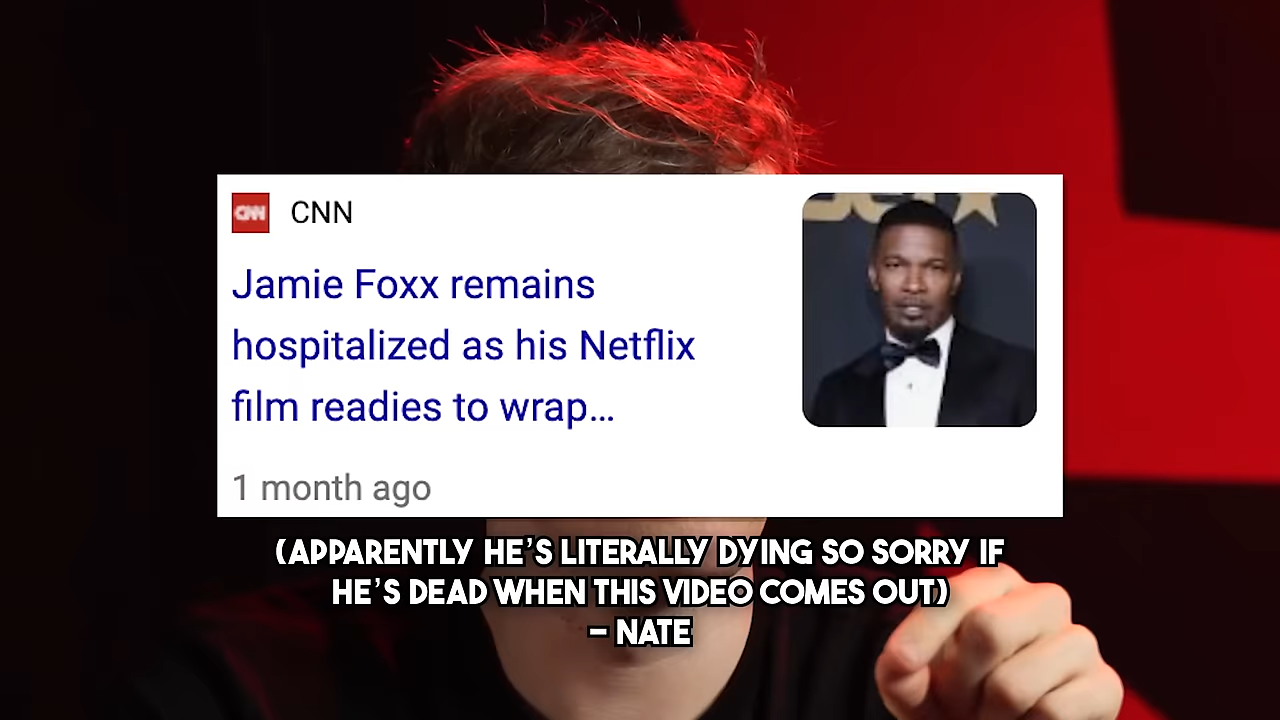 CNN
CNN
Jamie Foxx remains
hospitalized as his Netflix
film readies to wrap...
1 month ago
(APPARENTLY HE'S LITERALLY DYING SO SORRY IF
HE'S DEAD WHEN THIS VIDEO COMES OUT)
- NATE